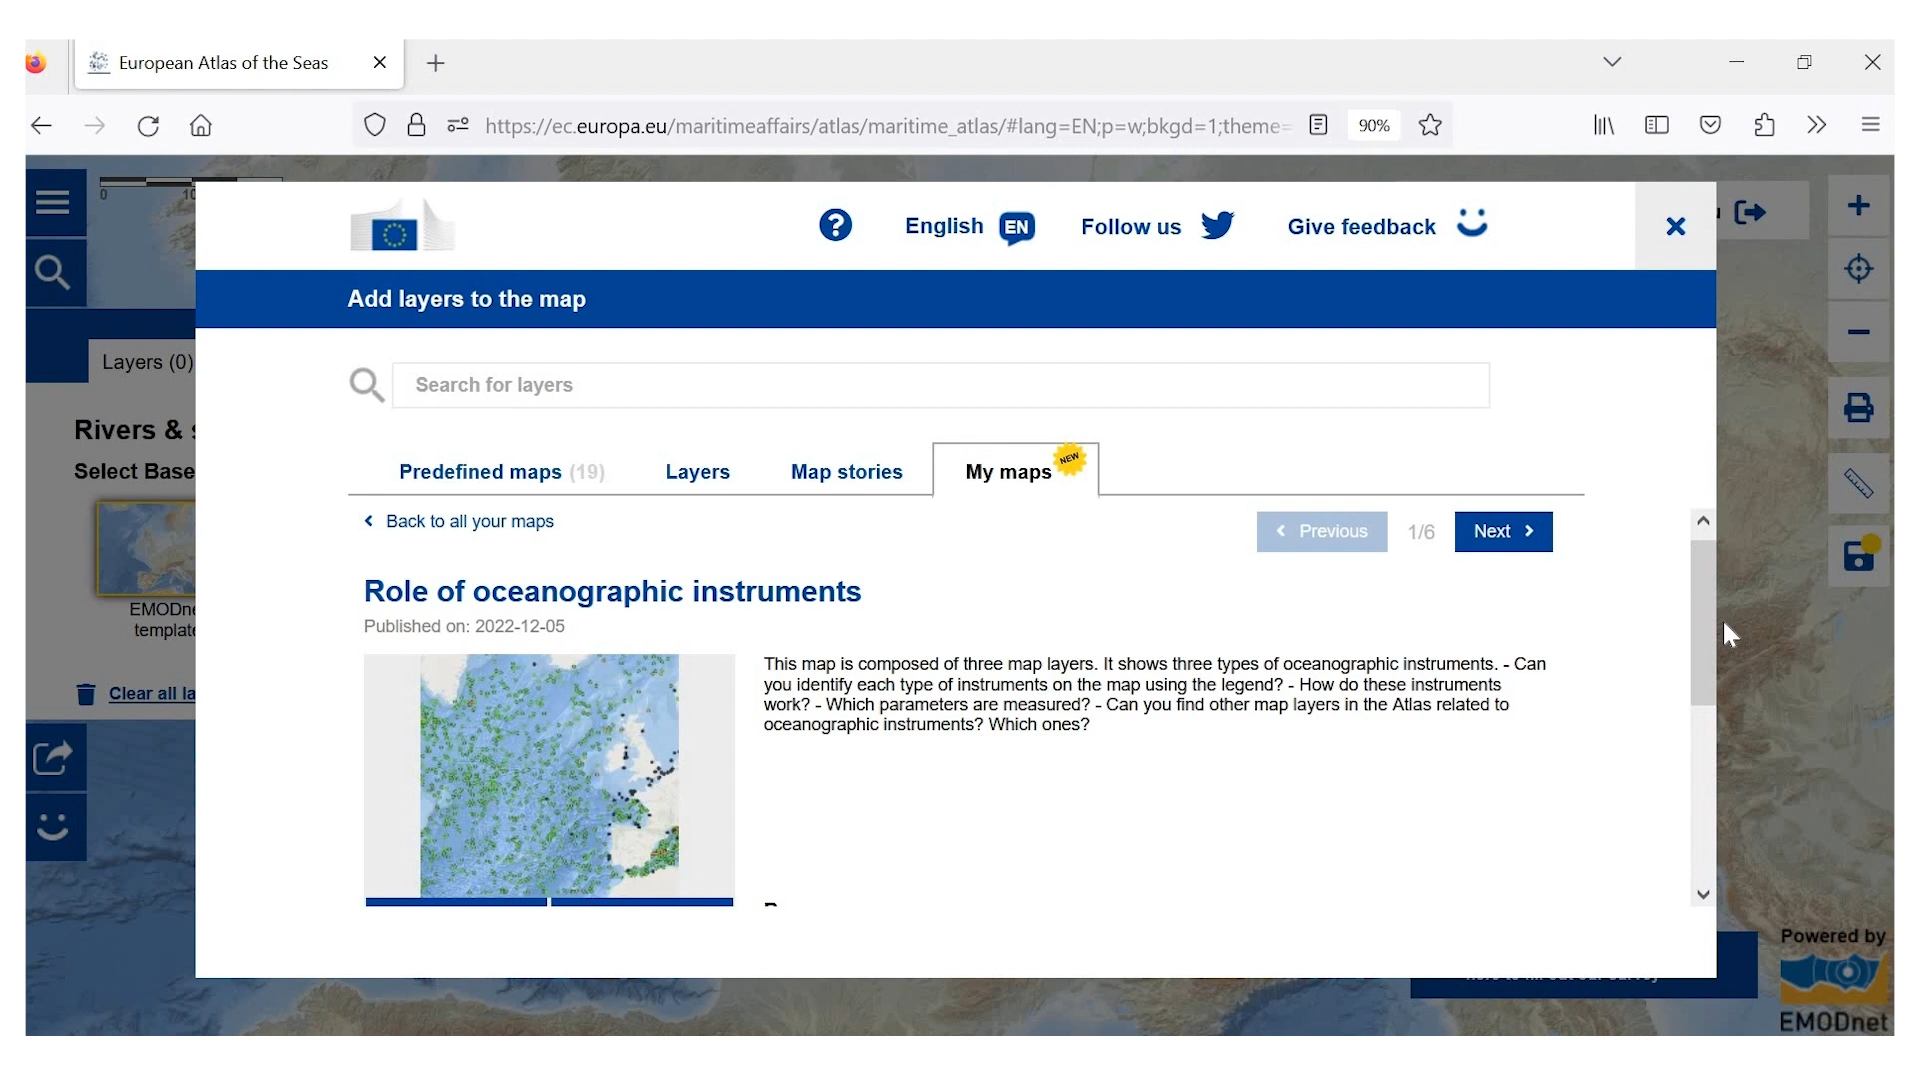 European Atlas of the Seas
https://ec.europa.eu/maritimeaffairs/atlas/maritime_atlas/#lang=EN;p=w;bkgd=1;theme=
90%
0
English EN
Follow us
Give feedback
Add layers to the map
Search for layers
Layers (0)
Rivers &
Select Base
Predefined maps (19)
Layers
Map stories
My maps
NEW
Back to all your maps
Previous
1/6
Next
Role of oceanographic instruments
Published on: 2022-12-05
This map is composed of three map layers. It shows three types of oceanographic instruments. - Can
you identify each type of instruments on the map using the legend? - How do these instruments
work? - Which parameters are measured? - Can you find other map layers in the Atlas related to
oceanographic instruments? Which ones?
EMODne
template
Clear all la
Powered by
EMODnet